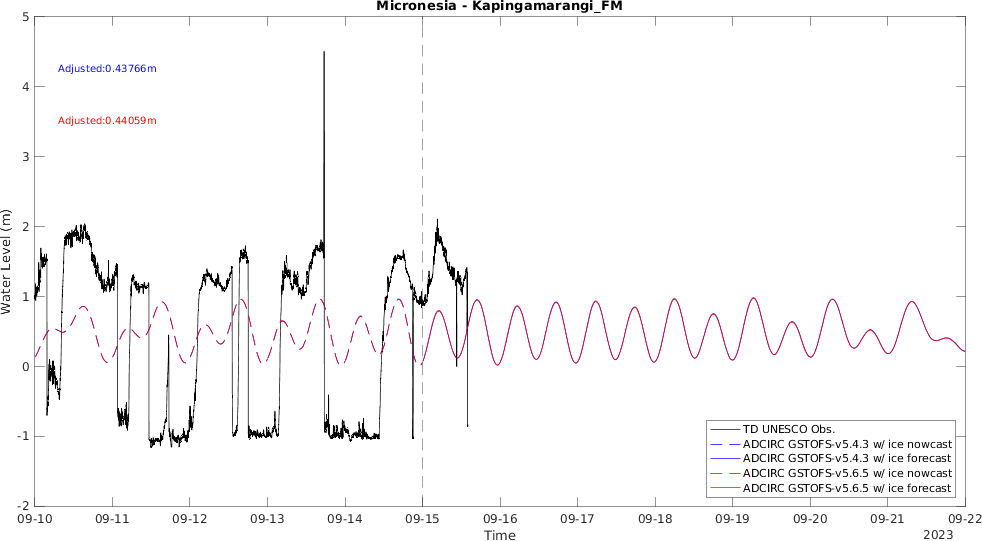 Micronesia - Kapingamarangi_FM
5
4
3
2
1
0
-1
-2
Water Level (m)
Adjusted:0.43766m
Adjusted:0.44059m
TD UNESCO Obs.
ADCIRC GSTOFS-v5.4.3 w/ ice nowcast
ADCIRC GSTOFS-v5.4.3 w/ ice forecast
ADCIRC GSTOFS-v5.6.5 w/ ice nowcast
ADCIRC GSTOFS-v5.6.5 w/ ice forecast
09-10 09-11 09-12 09-13 09-14 09-15 09-16 09-17 09-18 09-19 09-20 09-21 09-22
Time
2023